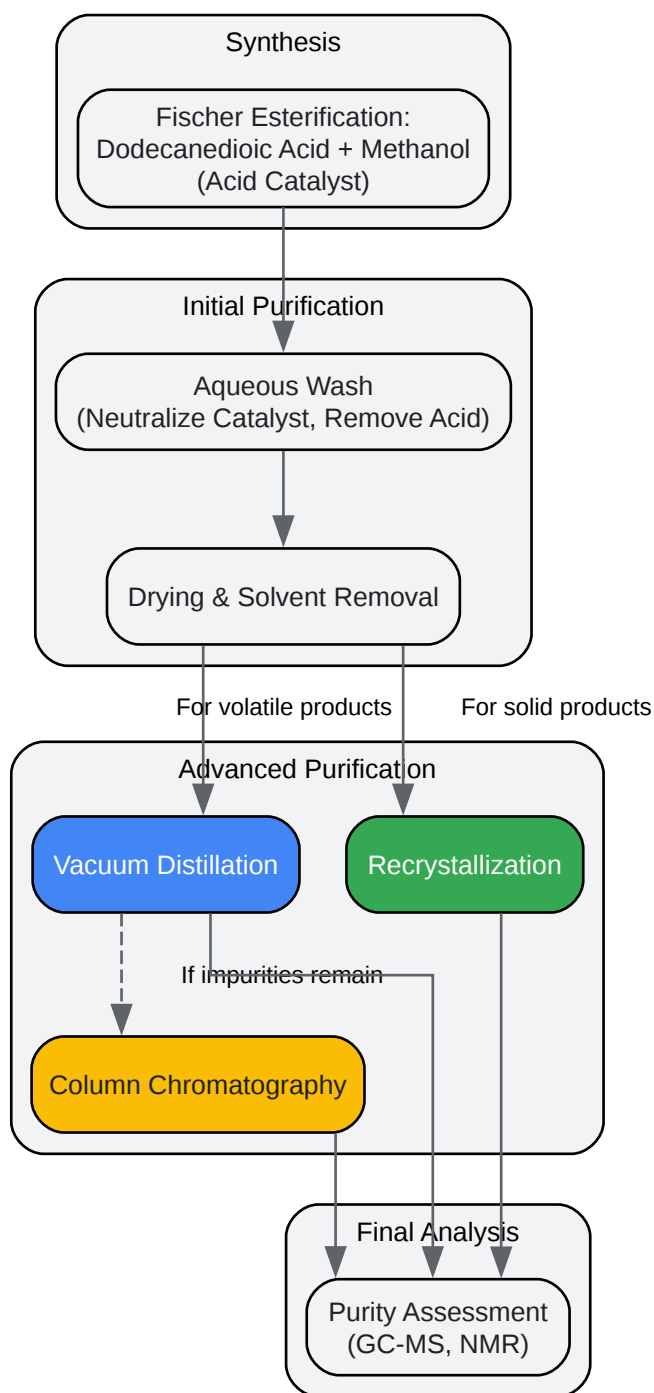 Synthesis
Fischer Esterification:
Dodecanedioic Acid + Methanol
(Acid Catalyst)
Initial Purification
Aqueous Wash
(Neutralize Catalyst, Remove Acid)
Drying & Solvent Removal
For volatile products
For solid products
Advanced Purification
Vacuum Distillation
Recrystallization
If impurities remain
Column Chromatography
Final Analysis
Purity Assessment
(GC-MS, NMR)